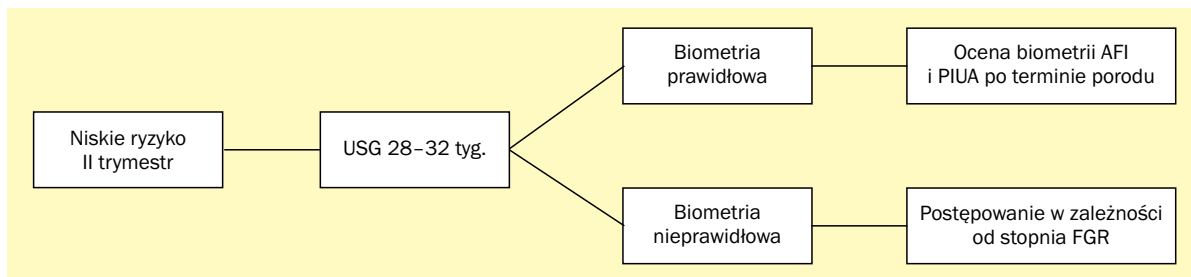 Niskie ryzyko
II trymestr
USG 28–32 tyg.
Biometria
prawidłowa
Ocena biometrii AFI
i PIUA po terminie porodu
Biometria
nieprawidłowa
Postępowanie w zależności
od stopnia FGR